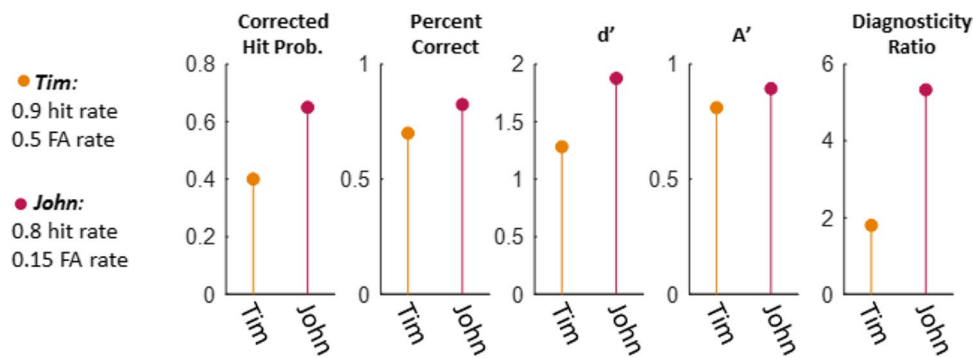 Corrected
Hit Prob.
Percent
Correct
d’
A’
Diagnosticity
Ratio
Tim:
0.9 hit rate
0.5 FA rate
John:
0.8 hit rate
0.15 FA rate
0.8
0.6
0.4
0.2
0
Tim
John
1
0.5
0
Tim
John
2
1.5
1
0.5
0
Tim
John
1
0.5
0
Tim
John
6
4
2
0
Tim
John